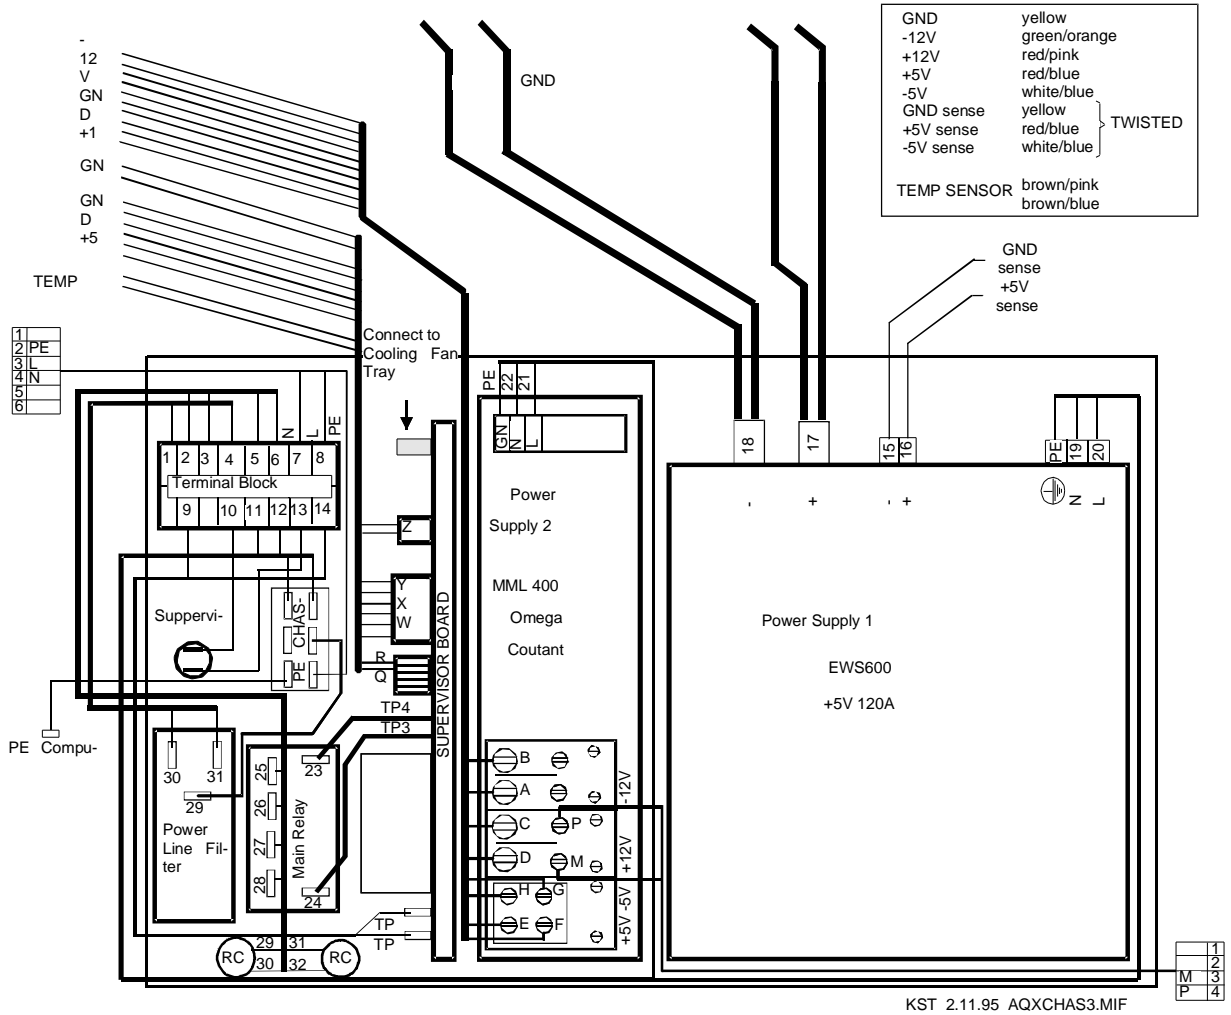 GND yellow
-12V green/orange
+12V red/pink
+5V red/blue
-5V white/blue
GND sense yellow
+5V sense red/blue
-5V sense white/blue
TWISTED
TEMP SENSOR brown/pink
brown/blue
-
12
V
GN
D
+1
GN
GN
D
+5
TEMP
GND
GND
sense
+5V
sense
1
2 PE
3 L
4 N
5
6
Connect to
Cooling Fan
Tray
PE 22 21
GN N L
18 17 15 16 PE 19 20
- + - + N L
N L PE
1 2 3 4 5 6 7 8
Terminal Block
9 10 11 12 13 14
Power
Supply 2
MML 400
Omega
Coutant
Z
Y
X
W
R
Q
SUPERVISOR BOARD
Suppervi-
CHAS-
PE
Power Supply 1
EWS600
+5V 120A
TP4
TP3
PE Compu-
30 31
29
Power
Line Fil-
ter
25
26
27
28
Main Relay
23
24
TP
TP
B
A
C P
D M
H G
E F
-12V
+12V
+5V -5V
RC 29 31 RC
30 32
1
2
M 3
P 4
KST 2.11.95 AQXCHAS3.MIF